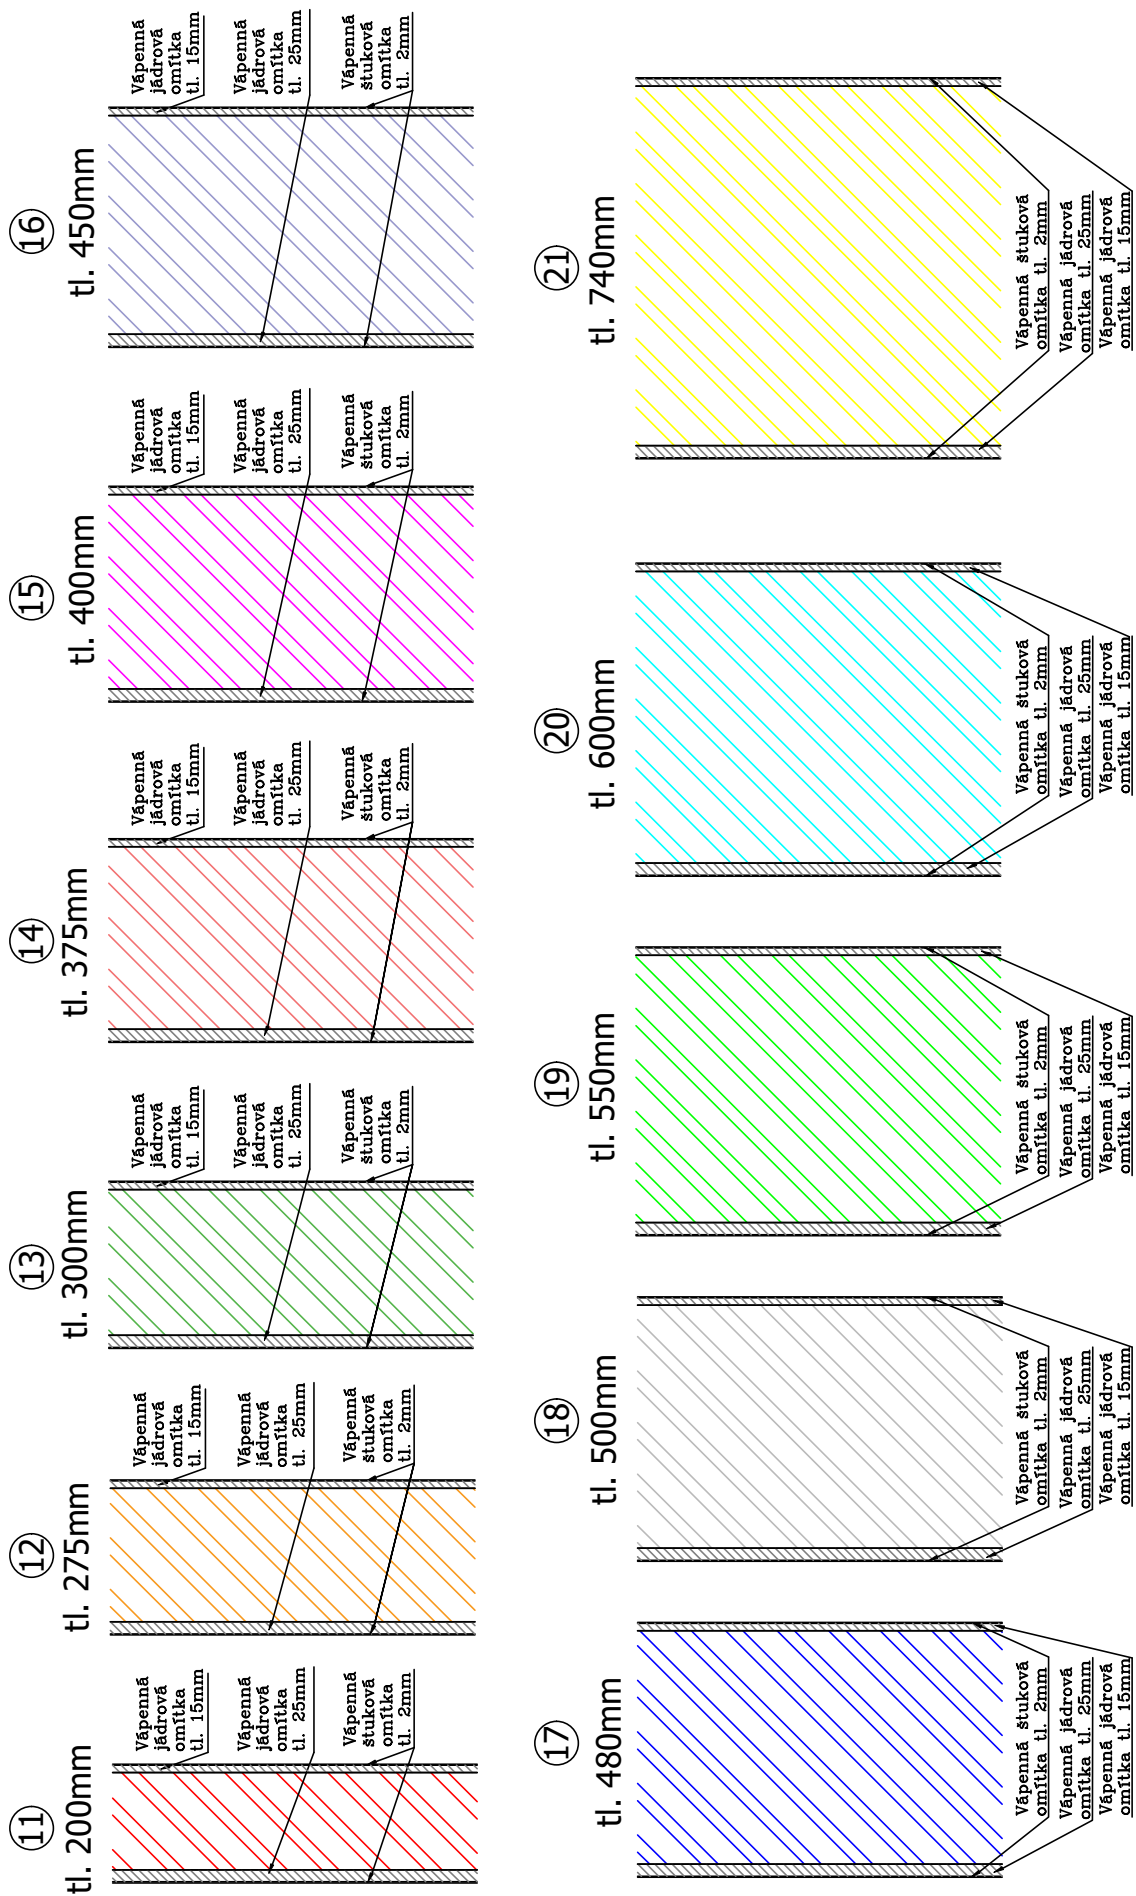 11
tl. 200mm
Vápenná
jádrová
omítka
tl. 15mm
Vápenná
jádrová
omítka
tl. 25mm
Vápenná
štuková
omítka
tl. 2mm
12
tl. 275mm
Vápenná
jádrová
omítka
tl. 15mm
Vápenná
jádrová
omítka
tl. 25mm
Vápenná
štuková
omítka
tl. 2mm
13
tl. 300mm
Vápenná
jádrová
omítka
tl. 15mm
Vápenná
jádrová
omítka
tl. 25mm
Vápenná
štuková
omítka
tl. 2mm
14
tl. 375mm
Vápenná
jádrová
omítka
tl. 15mm
Vápenná
jádrová
omítka
tl. 25mm
Vápenná
štuková
omítka
tl. 2mm
15
tl. 400mm
Vápenná
jádrová
omítka
tl. 15mm
Vápenná
jádrová
omítka
tl. 25mm
Vápenná
štuková
omítka
tl. 2mm
16
tl. 450mm
Vápenná
jádrová
omítka
tl. 15mm
Vápenná
jádrová
omítka
tl. 25mm
Vápenná
štuková
omítka
tl. 2mm
17
tl. 480mm
Vápenná štuková
omítka tl. 2mm
Vápenná jádrová
omítka tl. 25mm
Vápenná jádrová
omítka tl. 15mm
18
tl. 500mm
Vápenná štuková
omítka tl. 2mm
Vápenná jádrová
omítka tl. 25mm
Vápenná jádrová
omítka tl. 15mm
19
tl. 550mm
Vápenná štuková
omítka tl. 2mm
Vápenná jádrová
omítka tl. 25mm
Vápenná jádrová
omítka tl. 15mm
20
tl. 600mm
Vápenná štuková
omítka tl. 2mm
Vápenná jádrová
omítka tl. 25mm
Vápenná jádrová
omítka tl. 15mm
21
tl. 740mm
Vápenná štuková
omítka tl. 2mm
Vápenná jádrová
omítka tl. 25mm
Vápenná jádrová
omítka tl. 15mm